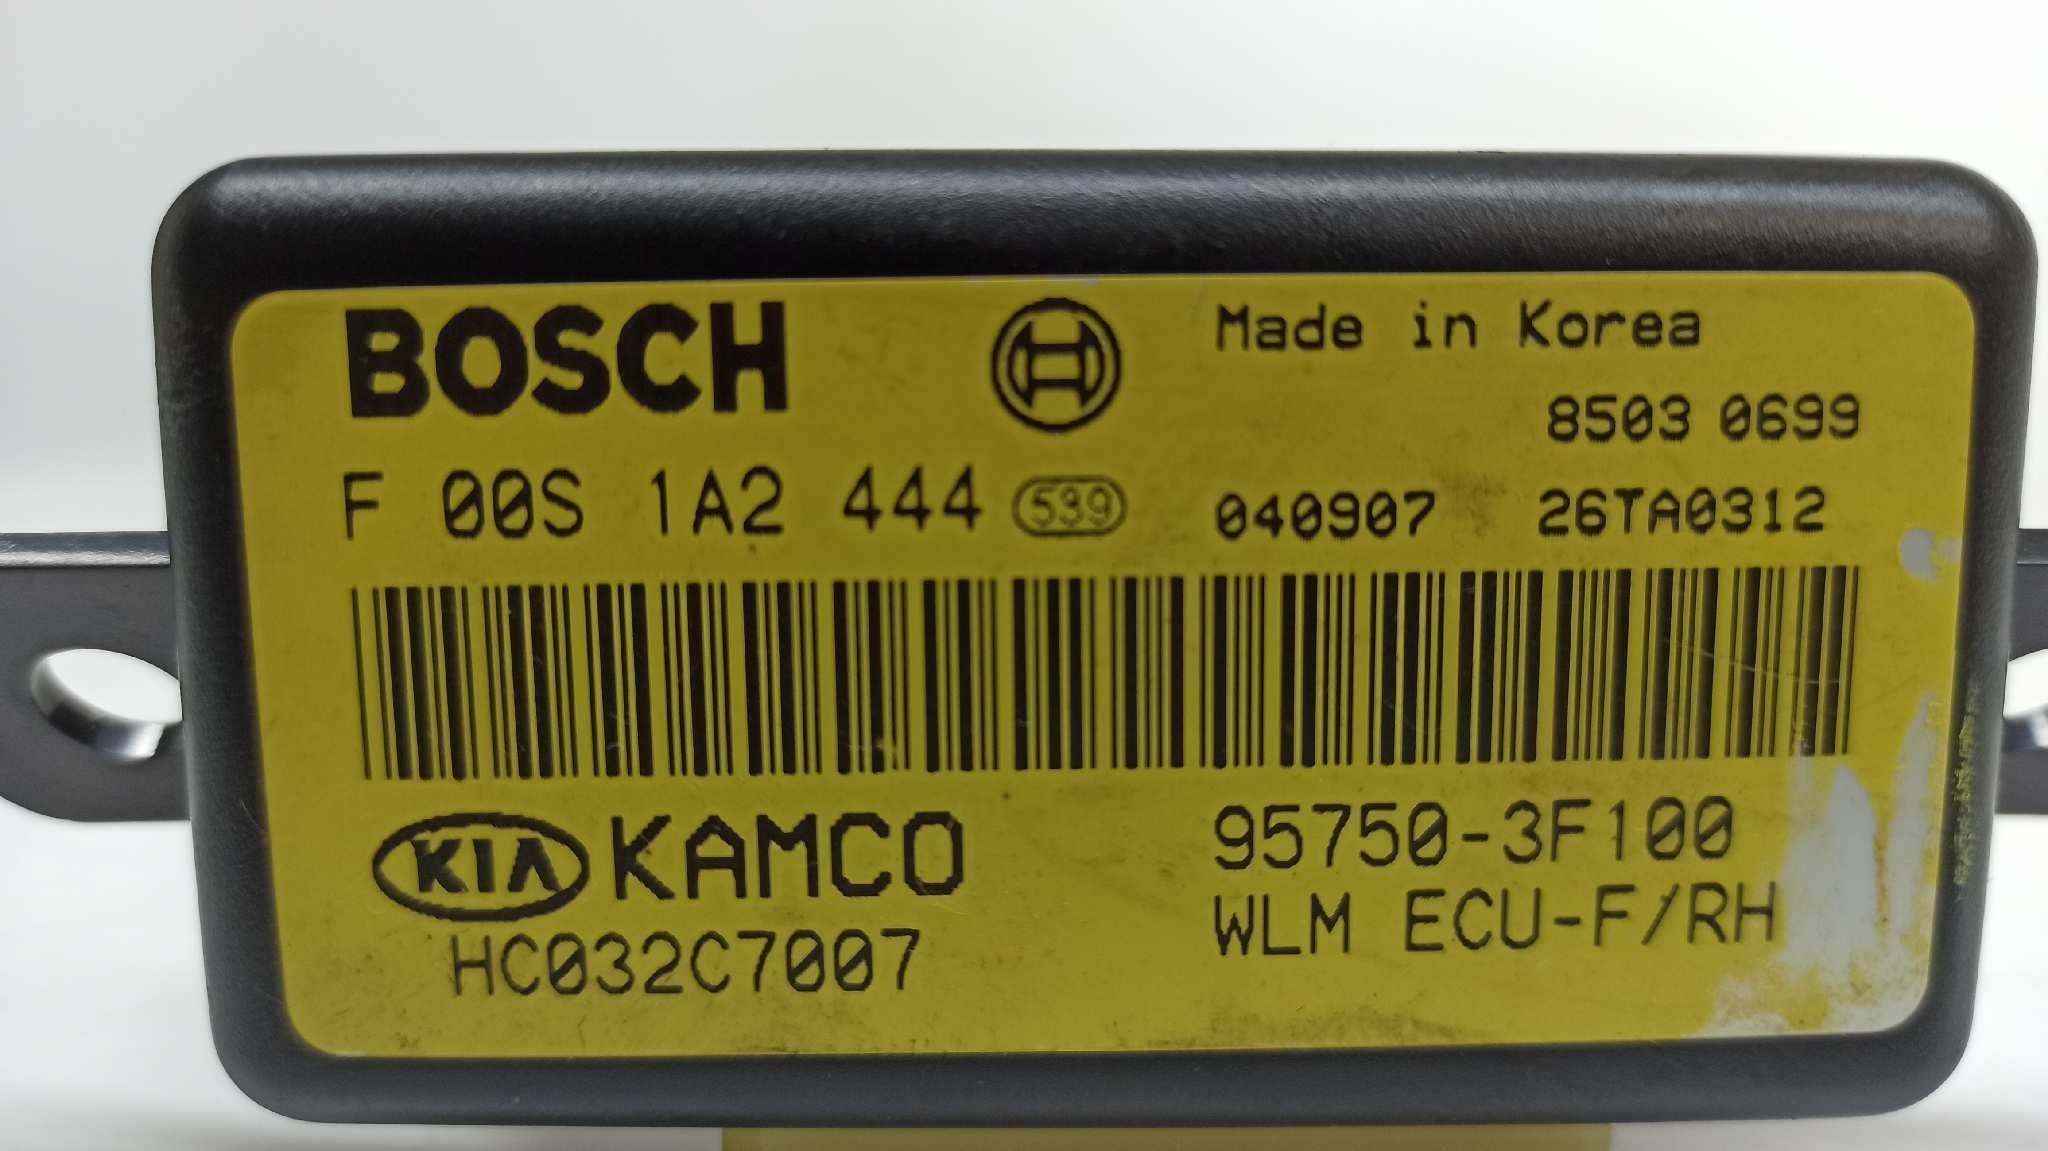 BOSCH
Made in Korea
8503 0699
F 00S 1A2 444 539 040907 26TA0312
KIA KAMCO
95750-3F100
HC032C7007
WLM ECU-F/RH